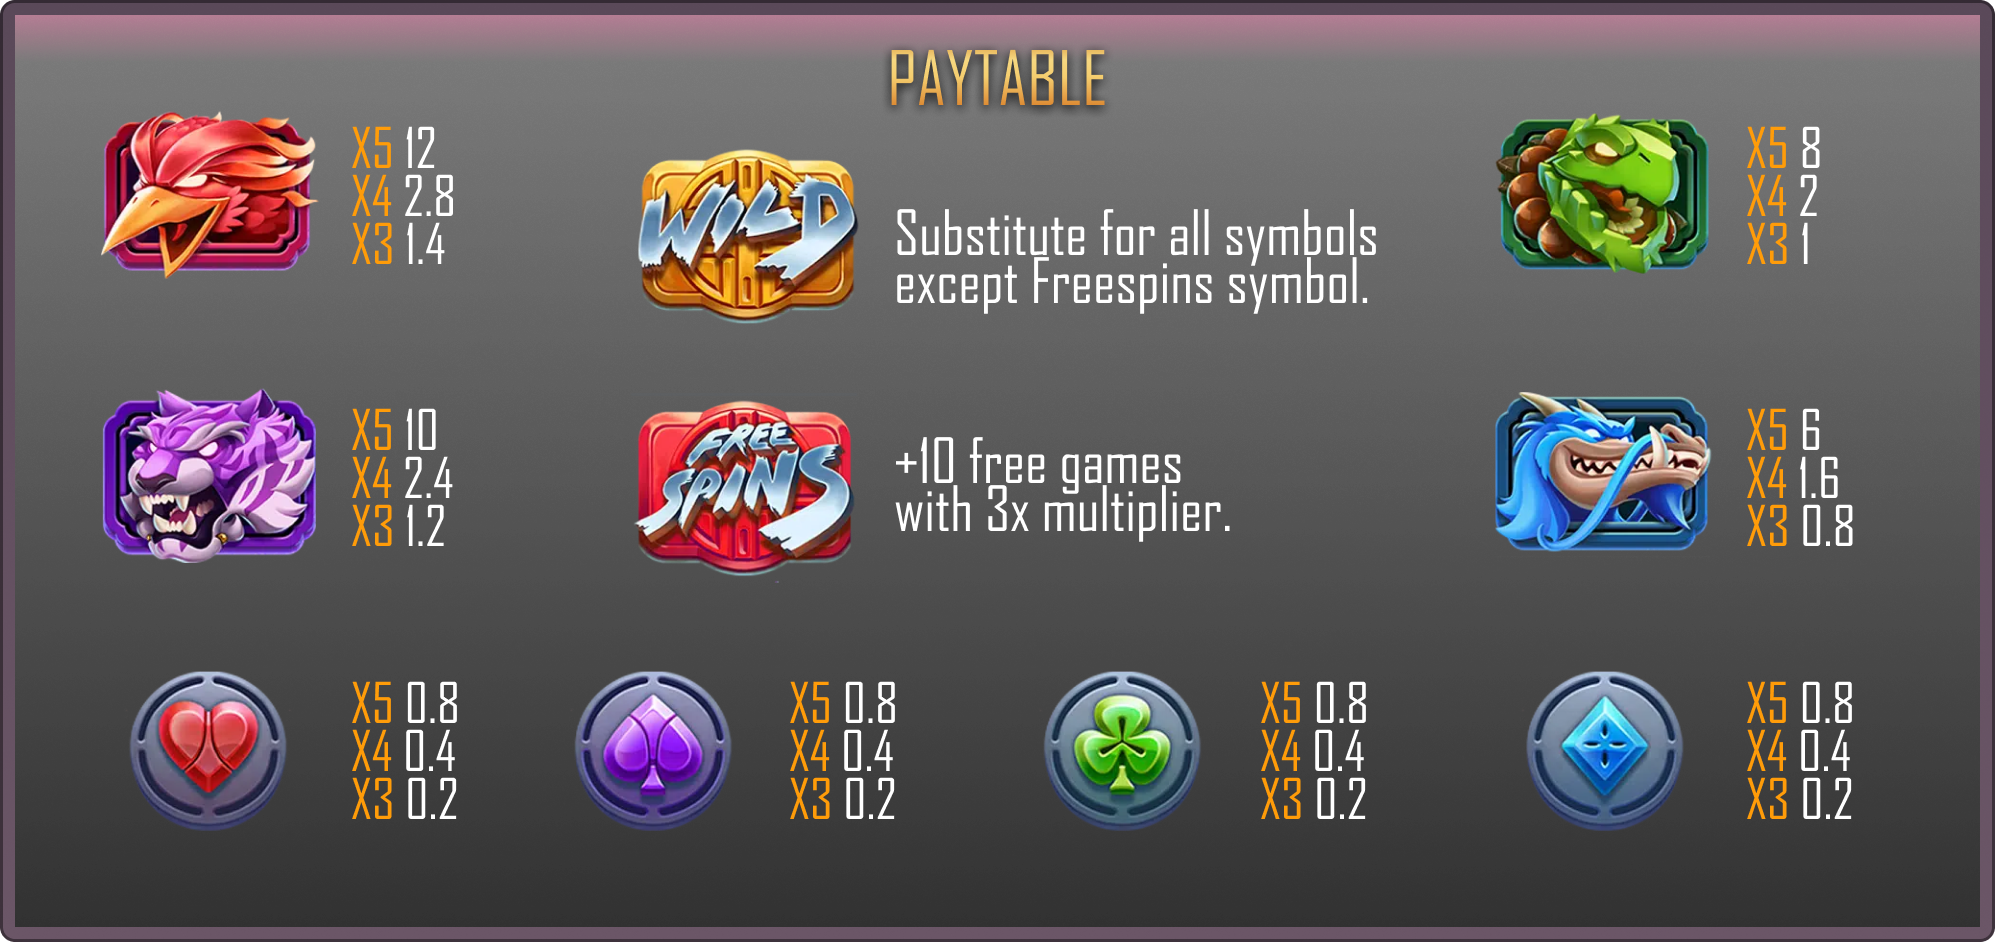 PAYTABLE
X5 12
X4 2.8
X3 1.4
WILD
Substitute for all symbols
except Freespins symbol.
X5 8
X4 2
X3 1
X5 10
X4 2.4
X3 1.2
FREE
SPINS
+10 free games
with 3x multiplier.
X5 6
X4 1.6
X3 0.8
X5 0.8
X4 0.4
X3 0.2
X5 0.8
X4 0.4
X3 0.2
X5 0.8
X4 0.4
X3 0.2
X5 0.8
X4 0.4
X3 0.2